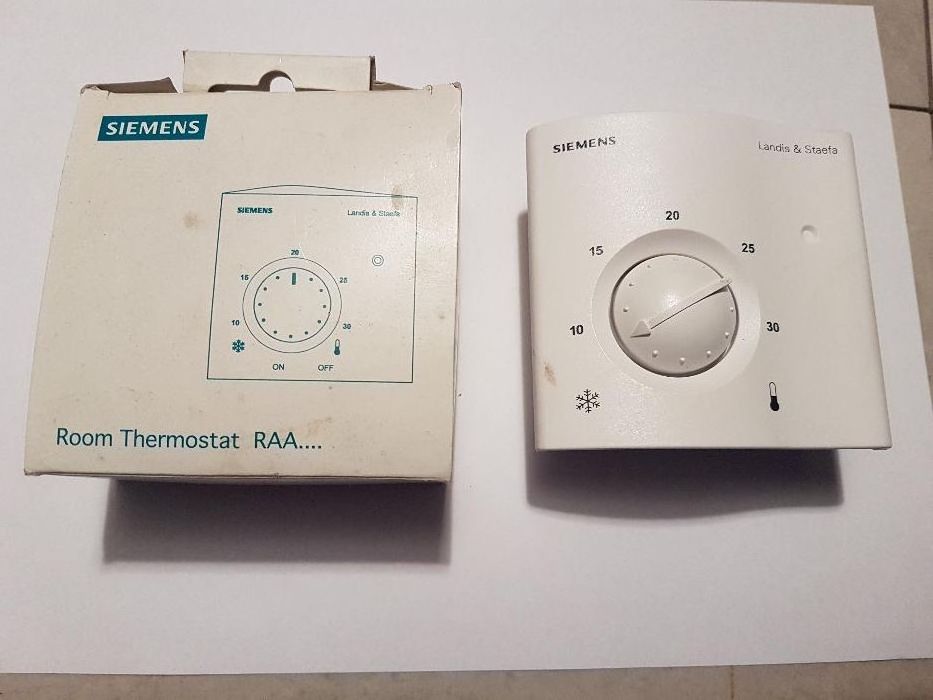 SIEMENS
SIEMENS Landis & Staefa
20
15 25
10 30
ON OFF
Room Thermostat RAA....
SIEMENS Landis & Staefa
20
15 25
10 30